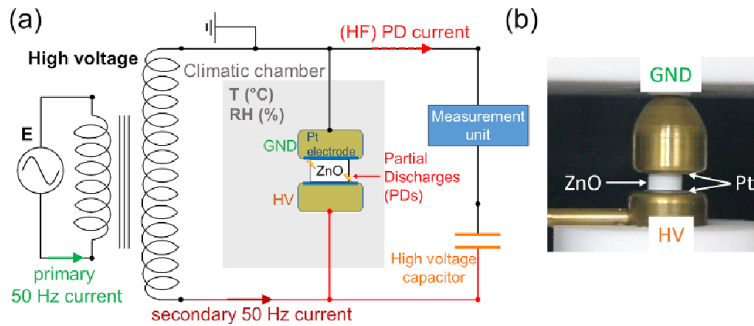 (a)
(HF) PD current
High voltage
Climatic chamber
T (°C)
RH (%)
E
Pt
electrode
GND
ZnO
HV
Partial
Discharges
(PDs)
Measurement
unit
High voltage
capacitor
primary
50 Hz current
secondary 50 Hz current
(b)
GND
ZnO
Pt
HV